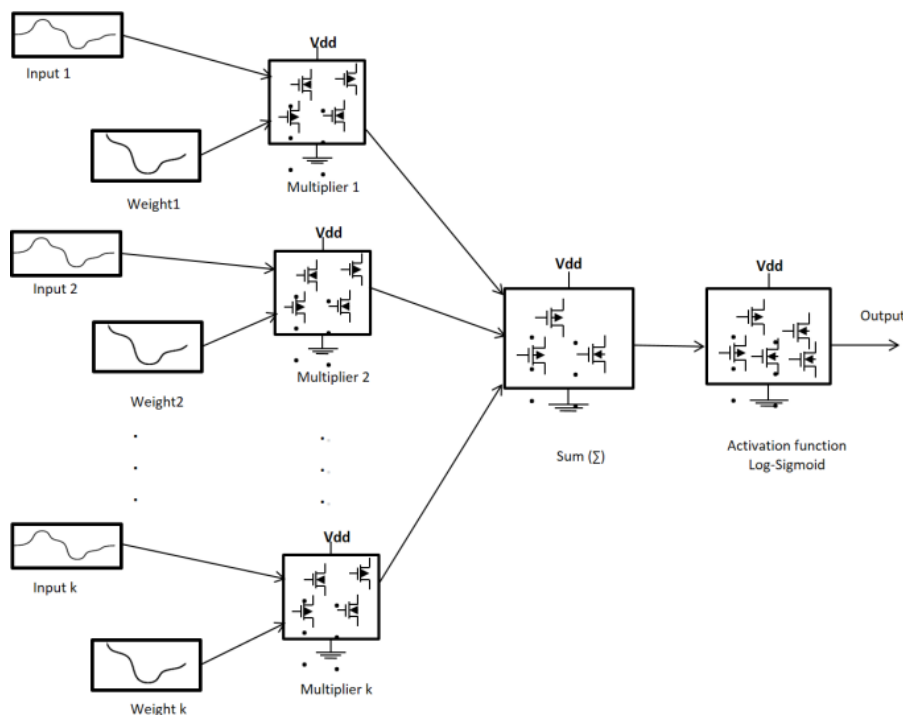 Vdd
Input 1
Weight1
Multiplier 1
Vdd
Input 2
Weight2
Multiplier 2
Vdd
Vdd
Output
Sum (∑)
Activation function
Log-Sigmoid
Vdd
Input k
Weight k
Multiplier k